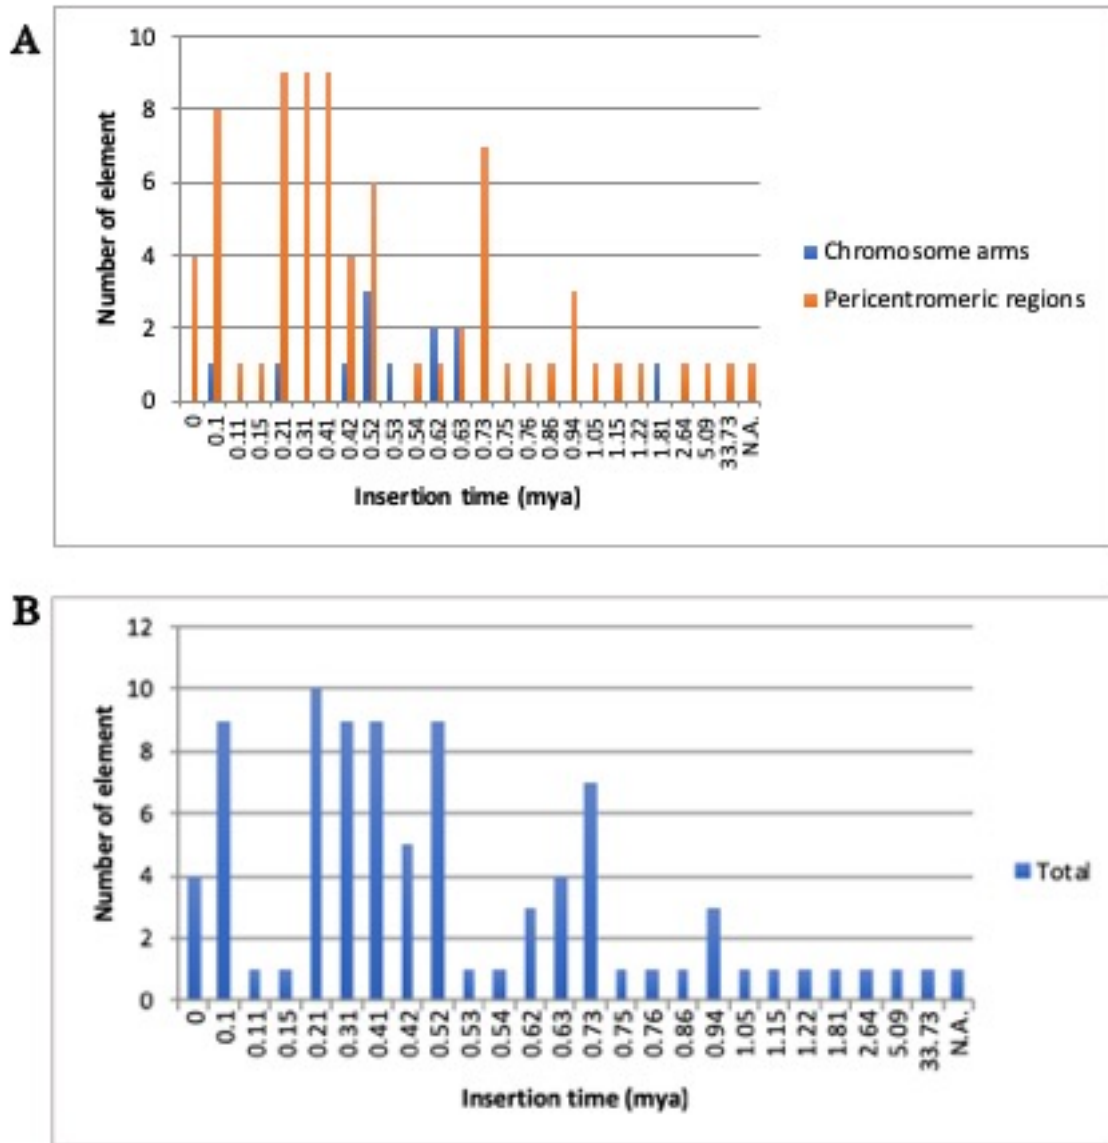 A
10
8
6
4
2
0
Number of element
0 0.1 0.11 0.15 0.21 0.31 0.41 0.42 0.52 0.53 0.54 0.62 0.63 0.73 0.75 0.76 0.86 0.94 1.05 1.15 1.22 1.81 2.64 5.09 33.73 N.A.
Insertion time (mya)
Chromosome arms
Pericentromeric regions
B
12
10
8
6
4
2
0
Number of element
0 0.1 0.11 0.15 0.21 0.31 0.41 0.42 0.52 0.53 0.54 0.62 0.63 0.73 0.75 0.76 0.86 0.94 1.05 1.15 1.22 1.81 2.64 5.09 33.73 N.A.
Insertion time (mya)
Total